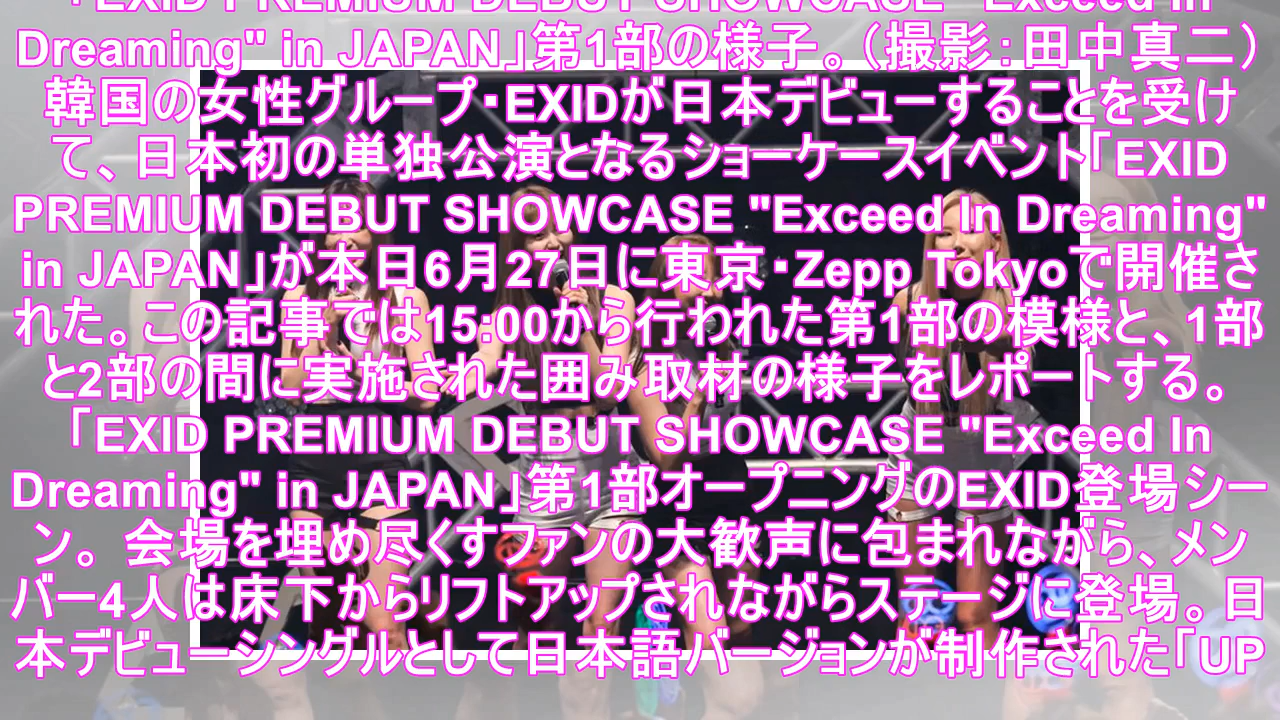 「EXID PREMIUM DEBUT SHOWCASE "Exceed In
Dreaming" in JAPAN」第1部の様子。（撮影：田中真二）
韓国の女性グループ・EXIDが日本デビューすることを受け
て、日本初の単独公演となるショーケースイベント「EXID
PREMIUM DEBUT SHOWCASE "Exceed In Dreaming"
in JAPAN」が本日6月27日に東京・Zepp Tokyoで開催さ
れた。この記事では15:00から行われた第1部の模様と、1部
と2部の間に実施された囲み取材の様子をレポートする。
「EXID PREMIUM DEBUT SHOWCASE "Exceed In
Dreaming" in JAPAN」第1部オープニングのEXID登場シー
ン。会場を埋め尽くすファンの大歓声に包まれながら、メン
バー4人は床下からリフトアップされながらステージに登場。日
本デビューシングルとして日本語バージョンが制作された「UP